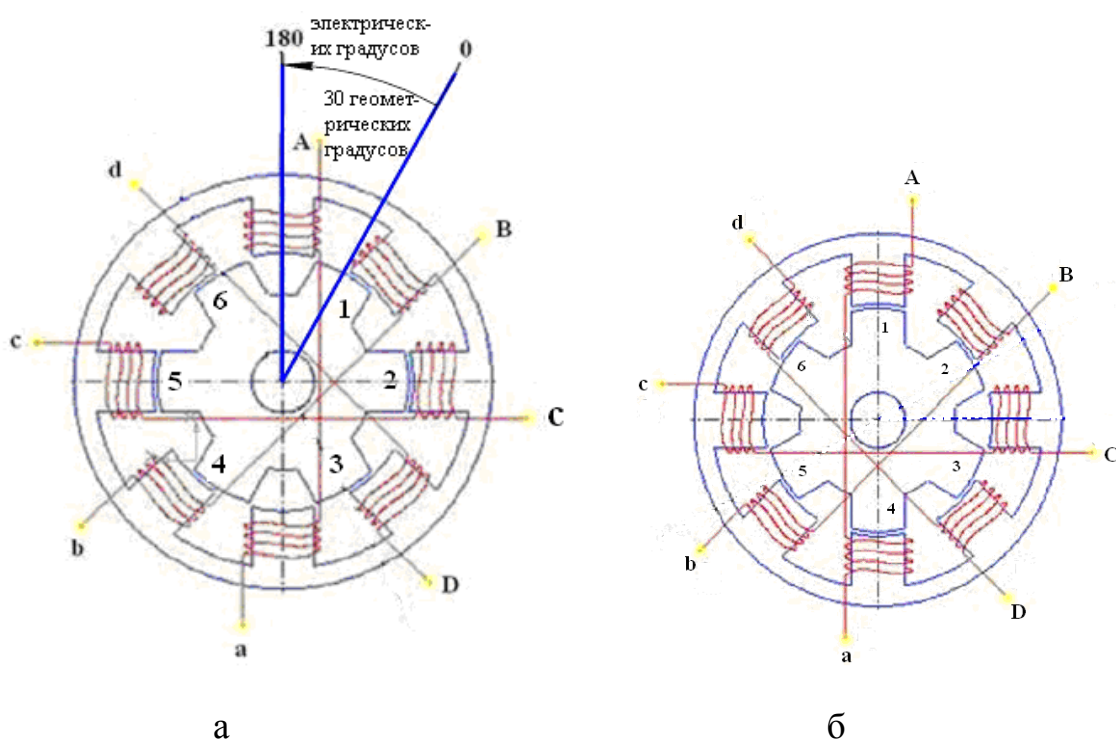 электрическ-
их градусов
180
0
30 геомет-
рических
градусов
A
d
B
6
1
c
5
2
C
4
3
b
D
a
A
d
B
1
6
2
c
5
3
C
4
b
D
a
а
б